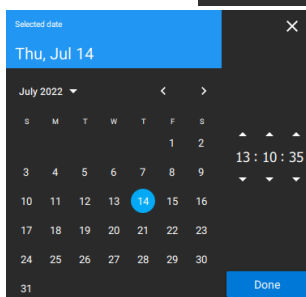 Selected date
Thu, Jul 14
July 2022
S M T W T F S
1 2
3 4 5 6 7 8 9
10 11 12 13 14 15 16
17 18 19 20 21 22 23
24 25 26 27 28 29 30
31
13 : 10 : 35
Done